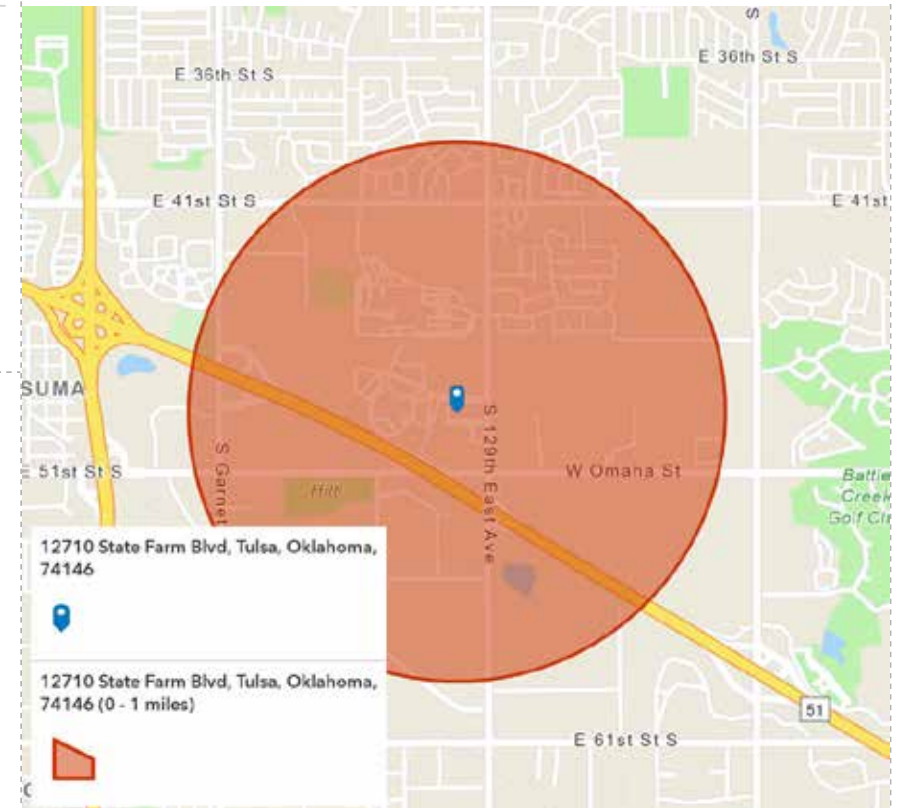 S
E 36th St S
E 36th St S
E 41st St S
E 41st
SUMA
S Garnet
S 129th East Ave
E 51st St S
W Omaha St
Battle
Creek
Golf Cl
12710 State Farm Blvd, Tulsa, Oklahoma,
74146
12710 State Farm Blvd, Tulsa, Oklahoma,
74146 (0 - 1 miles)
51
E 61st St S